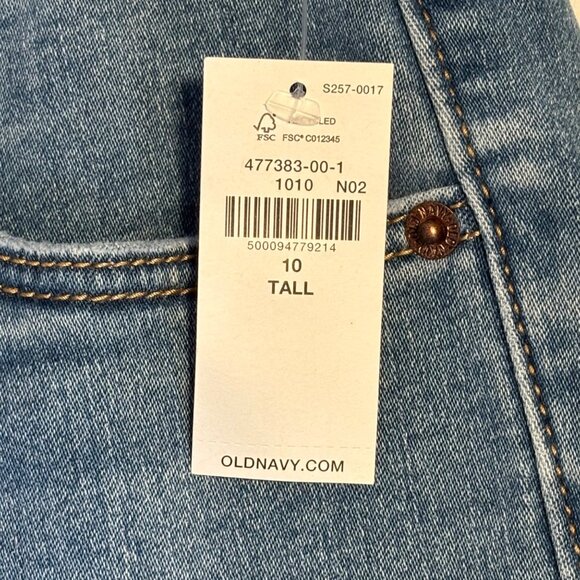 S257-0017
FSC
FSC® C012345
477383-00-1
1010 N02
500094779214
10
TALL
OLDNAVY.COM